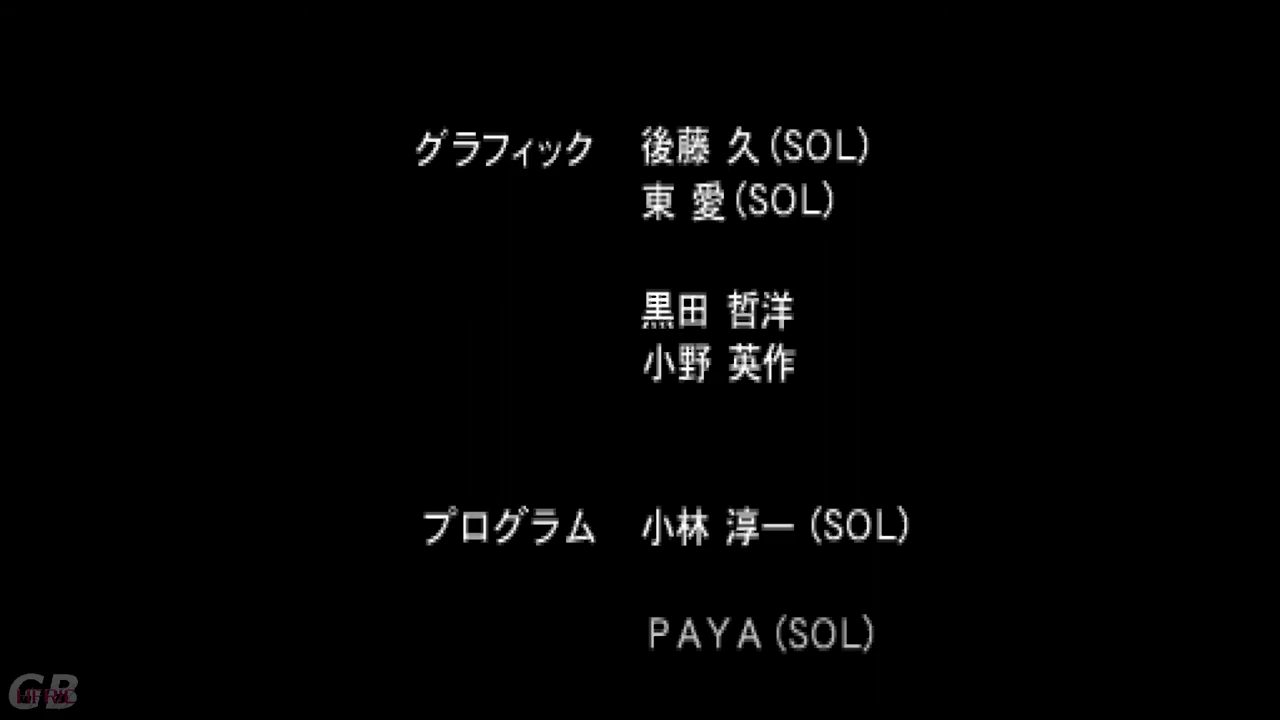 グラフィック 後藤 久(SOL)
東 愛(SOL)
黒田 哲洋
小野 英作
プログラム 小林 淳一(SOL)
PAYA(SOL)
GB